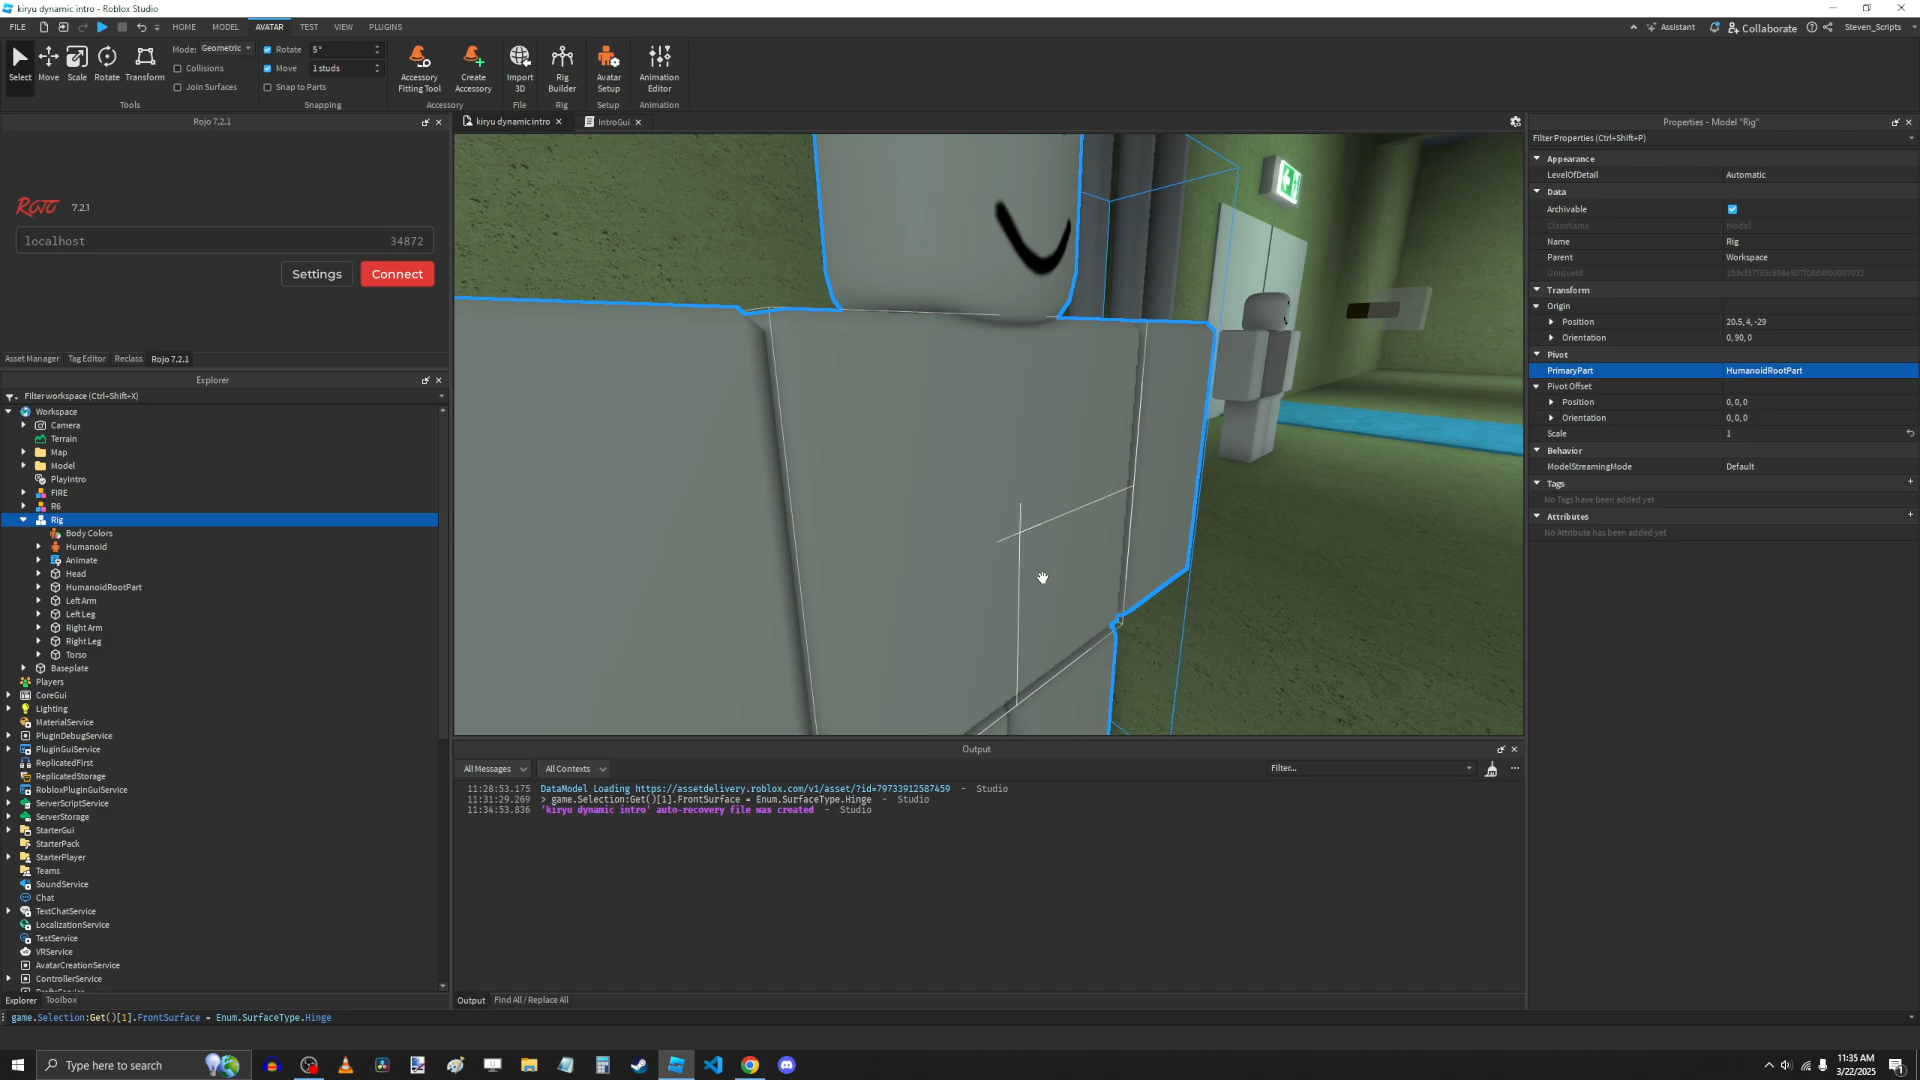 kiryu dynamic intro - Roblox Studio
FILE HOME MODEL AVATAR TEST VIEW PLUGINS Assistant Collaborate Steven_Scripts
Select Move Scale Rotate Transform
Mode: Geometric
Collisions
Join Surfaces
Tools
Rotate 5°
Move 1 studs
Snap to Parts
Snapping
Accessory Fitting Tool
Create Accessory
Accessory
Import 3D
File
Rig Builder
Rig
Avatar Setup
Setup
Animation Editor
Animation
Rojo 7.2.1
ROJO 7.2.1
localhost 34872
Settings Connect
Asset Manager Tag Editor Reclass Rojo 7.2.1
Explorer
Filter workspace (Ctrl+Shift+X)
Workspace
Camera
Terrain
Map
Model
PlayIntro
FIRE
R6
Rig
Body Colors
Humanoid
Animate
Head
HumanoidRootPart
Left Arm
Left Leg
Right Arm
Right Leg
Torso
Baseplate
Players
CoreGui
Lighting
MaterialService
PluginDebugService
PluginGuiService
ReplicatedFirst
ReplicatedStorage
RobloxPluginGuiService
ServerScriptService
ServerStorage
StarterGui
StarterPack
StarterPlayer
Teams
SoundService
Chat
TextChatService
LocalizationService
TestService
VRService
AvatarCreationService
ControllerService
Explorer Toolbox
kiryu dynamic intro IntroGui
Output
All Messages All Contexts Filter...
11:28:53.175 DataModel Loading https://assetdelivery.roblox.com/v1/asset/?id=79733912587459 - Studio
11:31:29.269 > game.Selection:Get()[1].FrontSurface = Enum.SurfaceType.Hinge - Studio
11:34:53.836 'kiryu dynamic intro' auto-recovery file was created - Studio
Output Find All / Replace All
Properties - Model "Rig"
Filter Properties (Ctrl+Shift+P)
Appearance
LevelOfDetail Automatic
Data
Archivable
ClassName Model
Name Rig
Parent Workspace
UniqueId
Transform
Origin
Position 20.5, 4, -29
Orientation 0, 90, 0
Pivot
PrimaryPart HumanoidRootPart
Pivot Offset
Position 0, 0, 0
Orientation 0, 0, 0
Scale 1
Behavior
ModelStreamingMode Default
Tags
No Tags have been added yet
Attributes
No Attribute has been added yet
game.Selection:Get()[1].FrontSurface = Enum.SurfaceType.Hinge
Type here to search
11:35 AM
3/22/2025
1